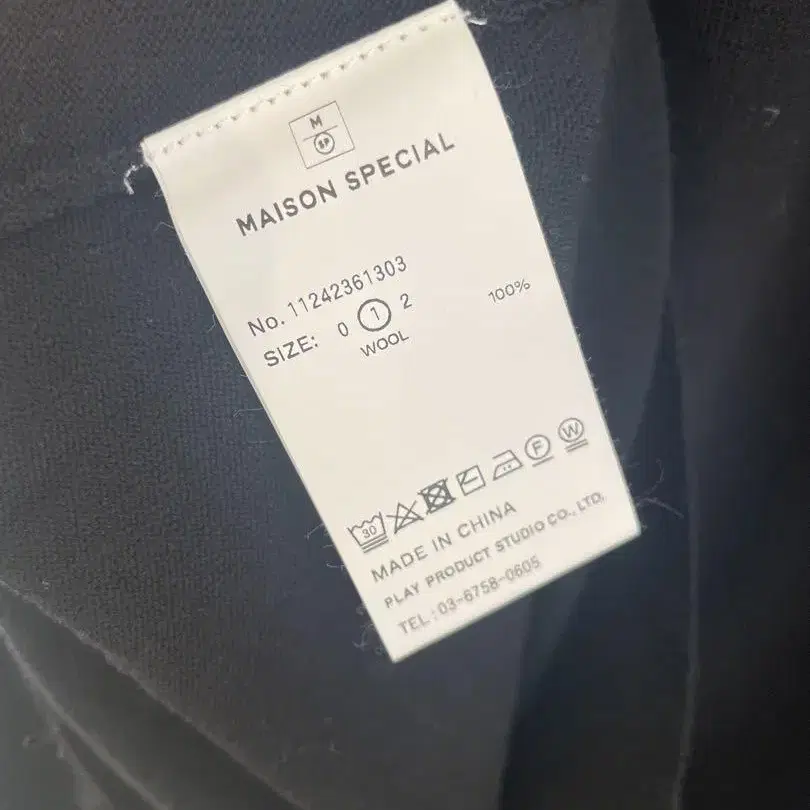 M
SP
MAISON SPECIAL
No. 11242361303
SIZE: 0 1 2
WOOL 100%
30 F W
MADE IN CHINA
PLAY PRODUCT STUDIO CO., LTD.
TEL:03-6758-0605